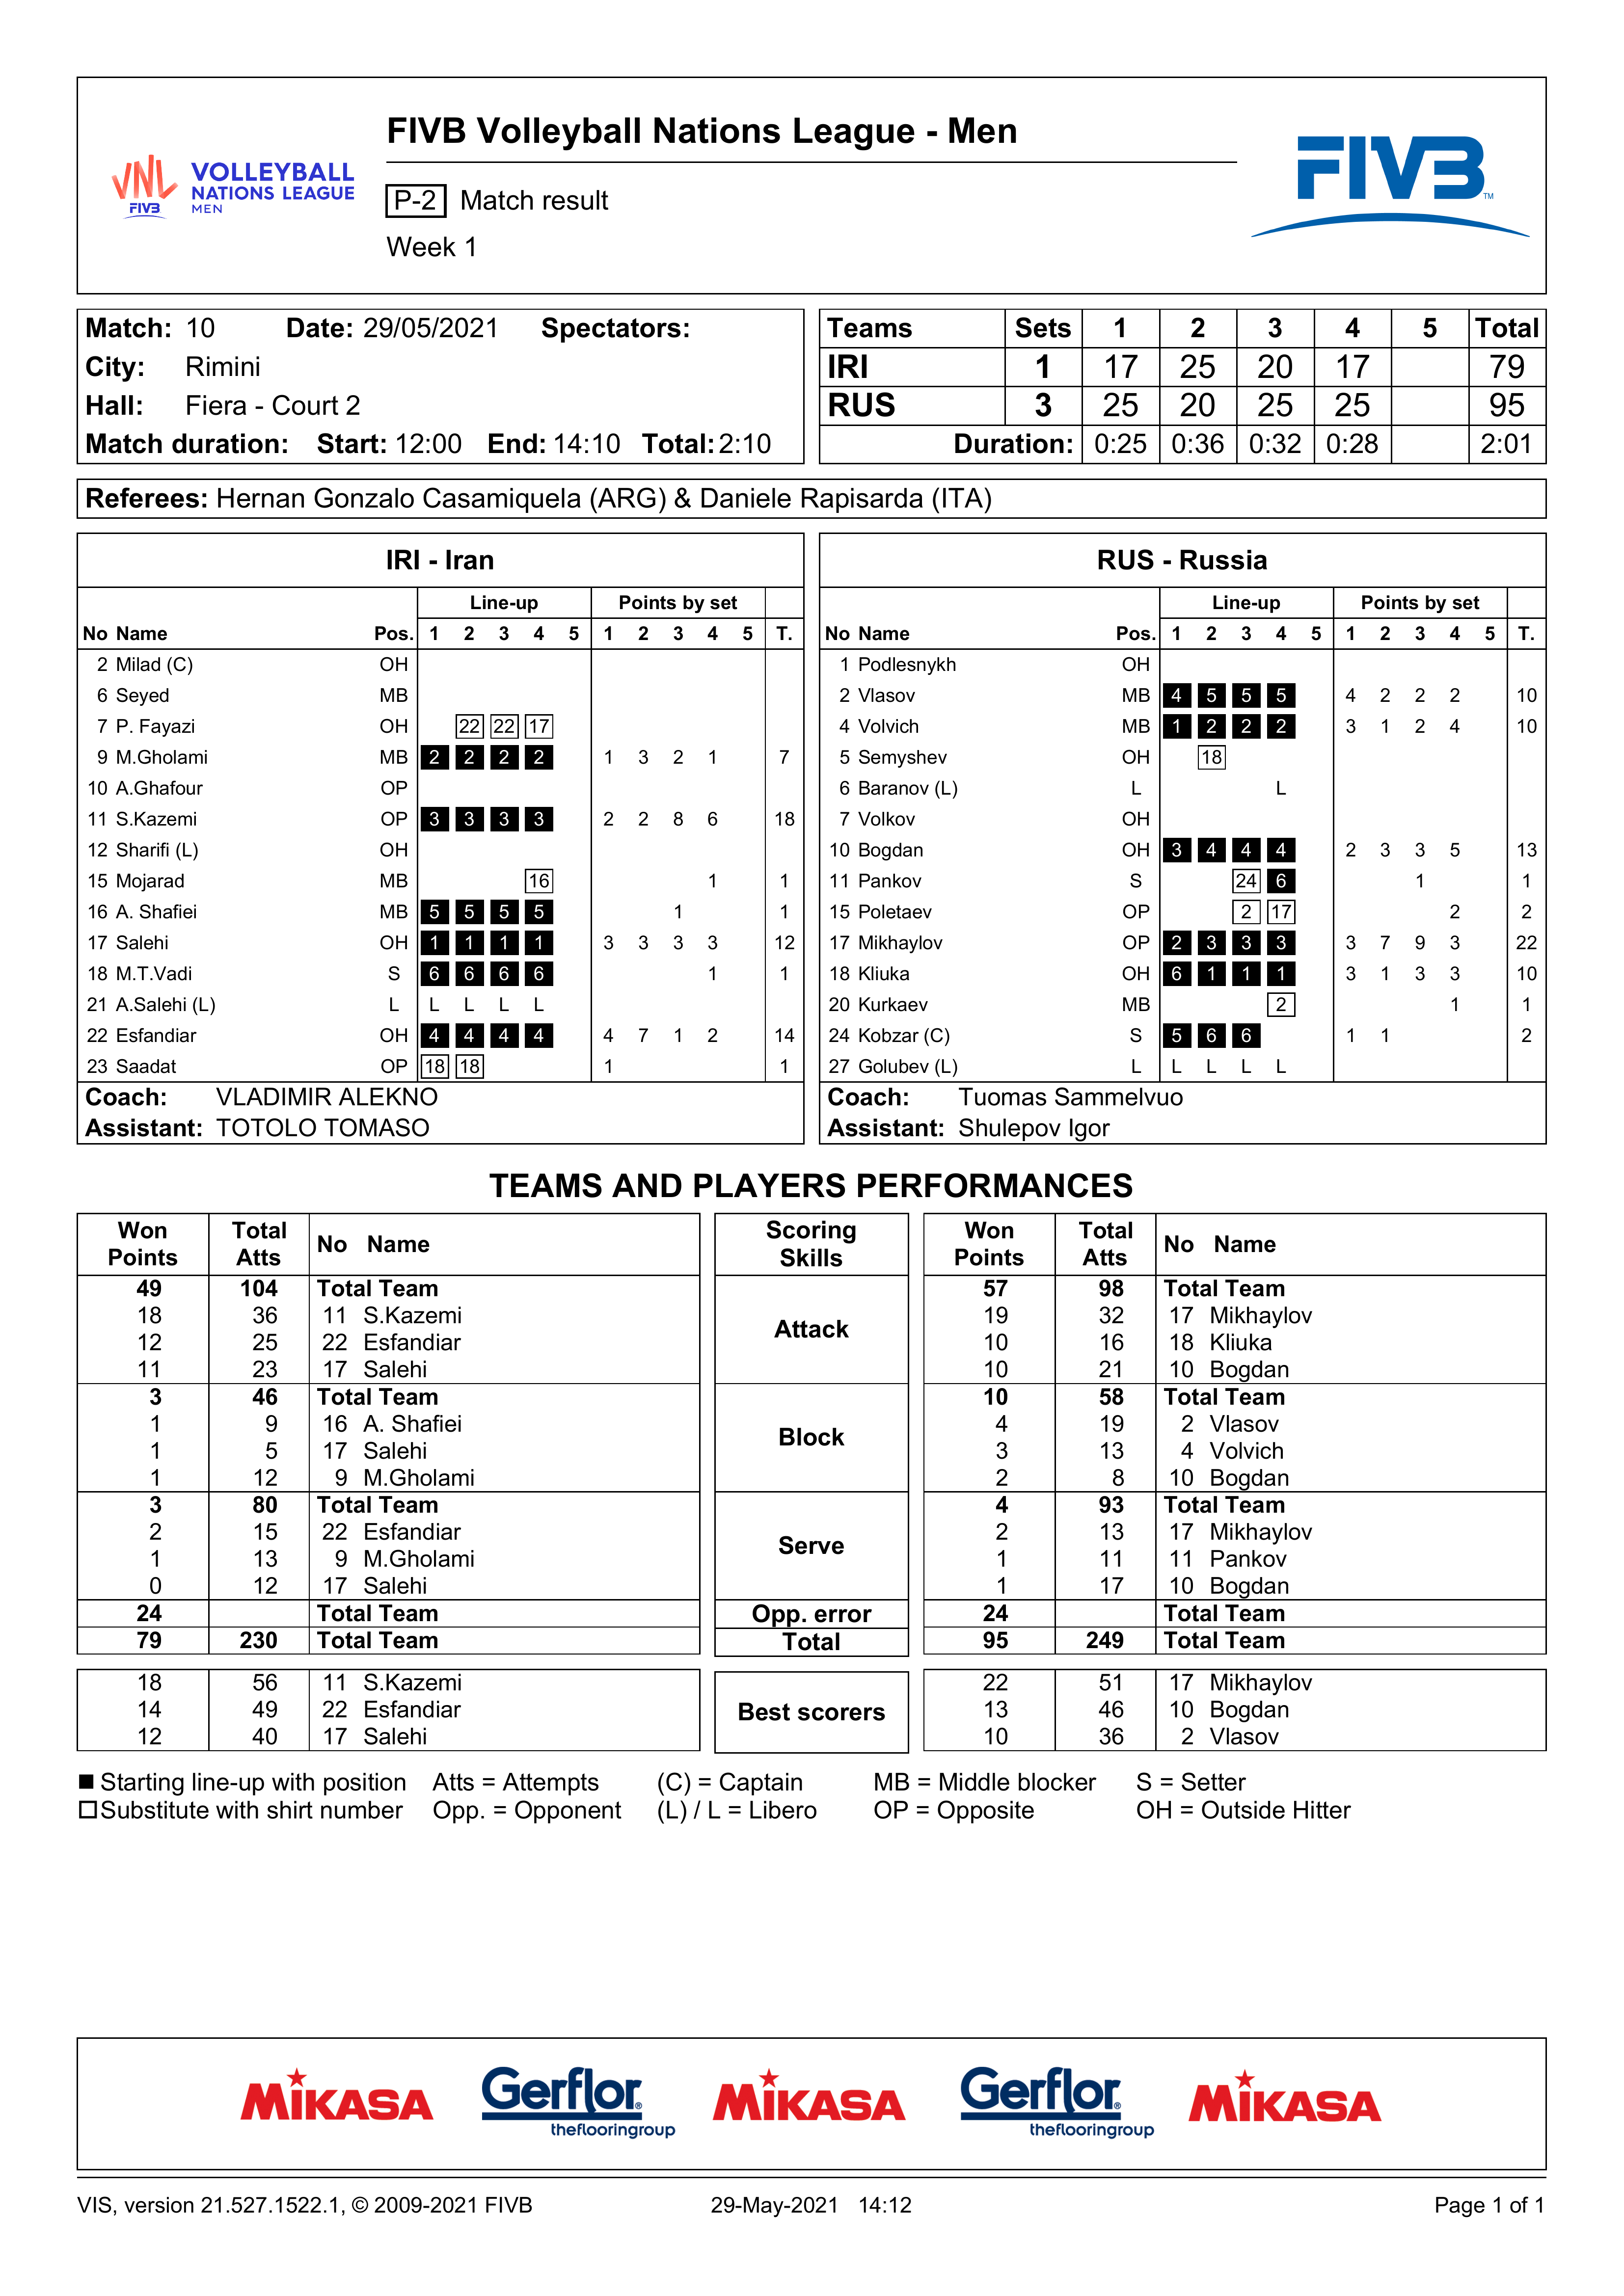 FIVB Volleyball Nations League - Men
VNL FIVB VOLLEYBALL NATIONS LEAGUE MEN
P-2 Match result
Week 1
FIVB TM
Match: 10 Date: 29/05/2021 Spectators:
City: Rimini
Hall: Fiera - Court 2
Match duration: Start: 12:00 End: 14:10 Total: 2:10
Teams Sets 1 2 3 4 5 Total
IRI 1 17 25 20 17 79
RUS 3 25 20 25 25 95
Duration: 0:25 0:36 0:32 0:28 2:01
Referees: Hernan Gonzalo Casamiquela (ARG) & Daniele Rapisarda (ITA)
IRI - Iran
Line-up Points by set
No Name Pos. 1 2 3 4 5 1 2 3 4 5 T.
2 Milad (C) OH
6 Seyed MB
7 P. Fayazi OH 22 22 17
9 M.Gholami MB 2 2 2 2 1 3 2 1 7
10 A.Ghafour OP
11 S.Kazemi OP 3 3 3 3 2 2 8 6 18
12 Sharifi (L) OH
15 Mojarad MB 16 1 1
16 A. Shafiei MB 5 5 5 5 1 1
17 Salehi OH 1 1 1 1 3 3 3 3 12
18 M.T.Vadi S 6 6 6 6 1 1
21 A.Salehi (L) L L L L L
22 Esfandiar OH 4 4 4 4 4 7 1 2 14
23 Saadat OP 18 18 1 1
Coach: VLADIMIR ALEKNO
Assistant: TOTOLO TOMASO
RUS - Russia
Line-up Points by set
No Name Pos. 1 2 3 4 5 1 2 3 4 5 T.
1 Podlesnykh OH
2 Vlasov MB 4 5 5 5 4 2 2 2 10
4 Volvich MB 1 2 2 2 3 1 2 4 10
5 Semyshev OH 18
6 Baranov (L) L L
7 Volkov OH
10 Bogdan OH 3 4 4 4 2 3 3 5 13
11 Pankov S 24 6 1 1
15 Poletaev OP 2 17 2 2
17 Mikhaylov OP 2 3 3 3 3 7 9 3 22
18 Kliuka OH 6 1 1 1 3 1 3 3 10
20 Kurkaev MB 2 1 1
24 Kobzar (C) S 5 6 6 1 1 2
27 Golubev (L) L L L L L
Coach: Tuomas Sammelvuo
Assistant: Shulepov Igor
TEAMS AND PLAYERS PERFORMANCES
Won Points Total Atts No Name Scoring Skills Won Points Total Atts No Name
49 104 Total Team Attack 57 98 Total Team
18 36 11 S.Kazemi 19 32 17 Mikhaylov
12 25 22 Esfandiar 10 16 18 Kliuka
11 23 17 Salehi 10 21 10 Bogdan
3 46 Total Team Block 10 58 Total Team
1 9 16 A. Shafiei 4 19 2 Vlasov
1 5 17 Salehi 3 13 4 Volvich
1 12 9 M.Gholami 2 8 10 Bogdan
3 80 Total Team Serve 4 93 Total Team
2 15 22 Esfandiar 2 13 17 Mikhaylov
1 13 9 M.Gholami 1 11 11 Pankov
0 12 17 Salehi 1 17 10 Bogdan
24 Total Team Opp. error 24 Total Team
79 230 Total Team Total 95 249 Total Team
18 56 11 S.Kazemi Best scorers 22 51 17 Mikhaylov
14 49 22 Esfandiar 13 46 10 Bogdan
12 40 17 Salehi 10 36 2 Vlasov
Starting line-up with position Atts = Attempts (C) = Captain MB = Middle blocker S = Setter
Substitute with shirt number Opp. = Opponent (L) / L = Libero OP = Opposite OH = Outside Hitter
MIKASA Gerflor® theflooringgroup MIKASA Gerflor® theflooringgroup MIKASA
VIS, version 21.527.1522.1, © 2009-2021 FIVB 29-May-2021 14:12 Page 1 of 1